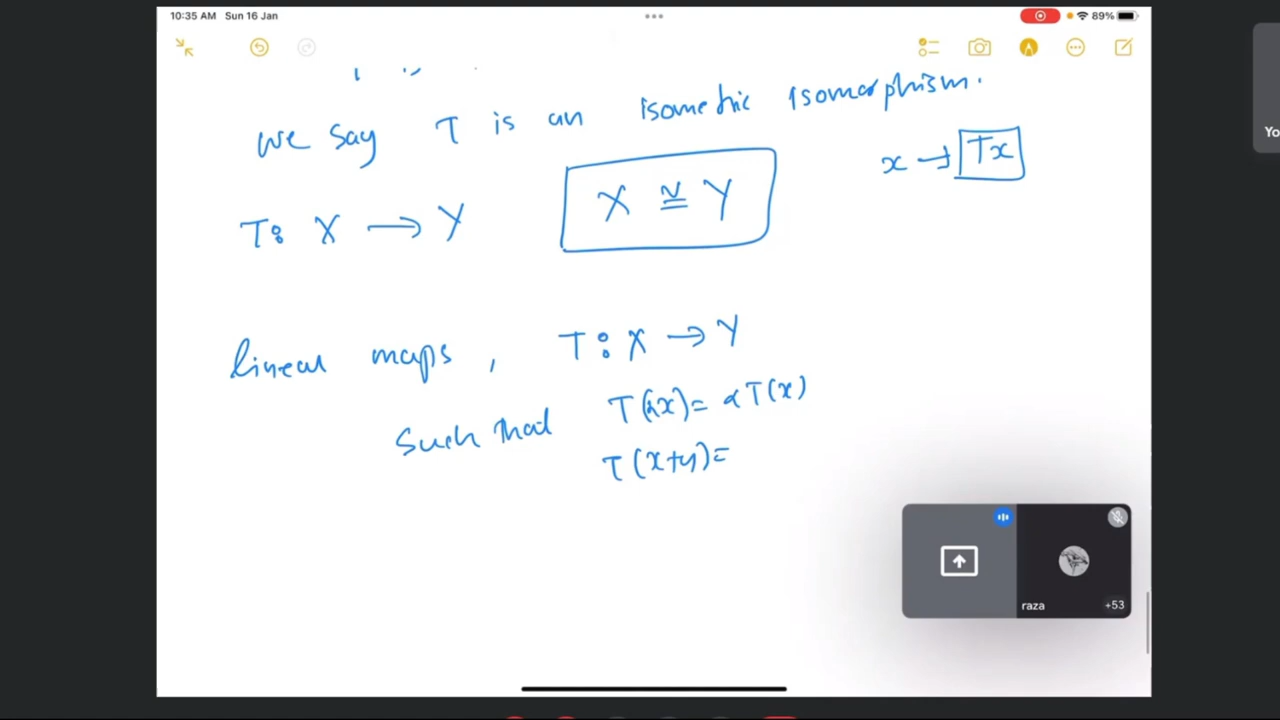 10:35 AM Sun 16 Jan
89%
we say T is an isometric isomorphism.
x → Tx
T: X → Y
X ≅ Y
linear maps, T: X → Y
Such that T(αx)= αT(x)
T(x+y)=
Yo
raza +53